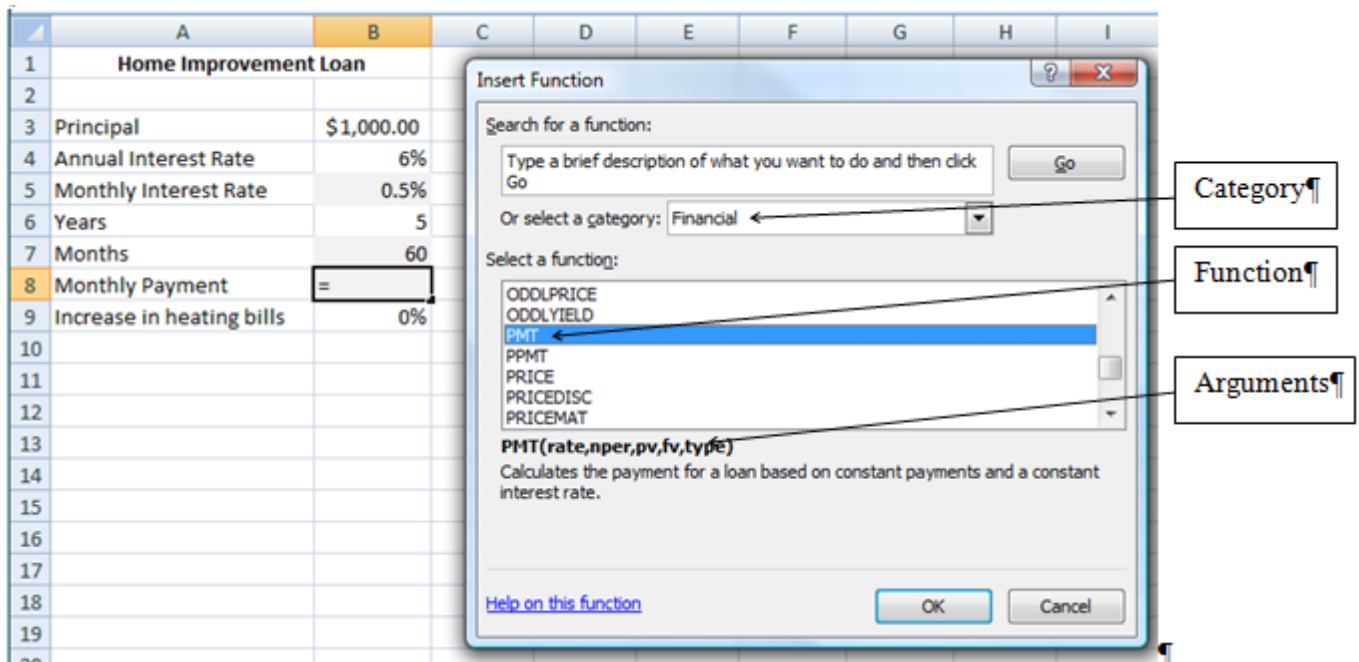 A B C D E F G H I
1 Home Improvement Loan
2
3 Principal $1,000.00
4 Annual Interest Rate 6%
5 Monthly Interest Rate 0.5%
6 Years 5
7 Months 60
8 Monthly Payment =
9 Increase in heating bills 0%
10
11
12
13
14
15
16
17
18
19
20
Insert Function
Search for a function:
Type a brief description of what you want to do and then click
Go
Go
Or select a category: Financial
Select a function:
ODDLPRICE
ODDLYIELD
PMT
PPMT
PRICE
PRICEDISC
PRICEMAT
PMT(rate,nper,pv,fv,type)
Calculates the payment for a loan based on constant payments and a constant
interest rate.
Help on this function
OK Cancel
Category¶
Function¶
Arguments¶
¶